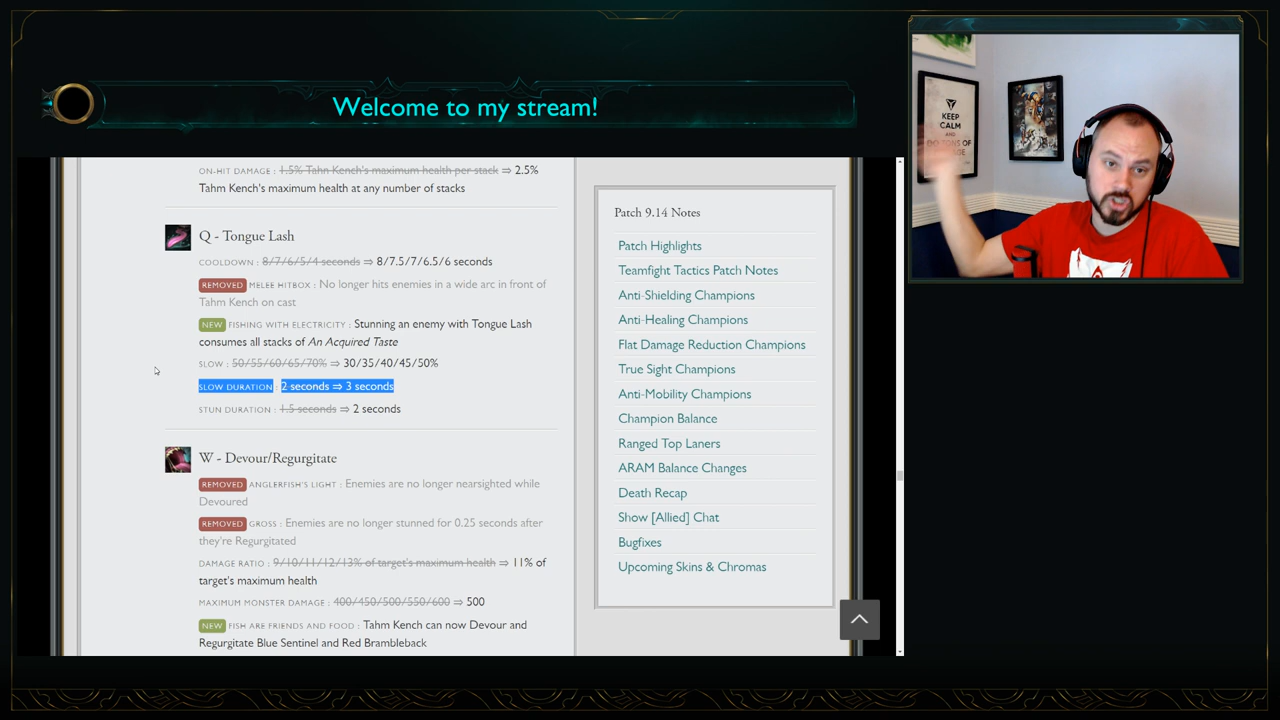 Welcome to my stream!
KEEP
CALM
AND
ON-HIT DAMAGE : 1.5% Tahm Kench's maximum health per stack ⇒ 2.5%
Tahm Kench's maximum health at any number of stacks
Q - Tongue Lash
COOLDOWN : 8/7/6/5/4 seconds ⇒ 8/7.5/7/6.5/6 seconds
REMOVED MELEE HITBOX : No longer hits enemies in a wide arc in front of
Tahm Kench on cast
NEW FISHING WITH ELECTRICITY : Stunning an enemy with Tongue Lash
consumes all stacks of An Acquired Taste
SLOW : 50/55/60/65/70% ⇒ 30/35/40/45/50%
SLOW DURATION : 2 seconds ⇒ 3 seconds
STUN DURATION : 1.5 seconds ⇒ 2 seconds
W - Devour/Regurgitate
REMOVED ANGLERFISH'S LIGHT : Enemies are no longer nearsighted while
Devoured
REMOVED GROSS : Enemies are no longer stunned for 0.25 seconds after
they're Regurgitated
DAMAGE RATIO : 9/10/11/12/13% of target's maximum health ⇒ 11% of
target's maximum health
MAXIMUM MONSTER DAMAGE : 400/450/500/550/600 ⇒ 500
NEW FISH ARE FRIENDS AND FOOD : Tahm Kench can now Devour and
Regurgitate Blue Sentinel and Red Brambleback
Patch 9.14 Notes
Patch Highlights
Teamfight Tactics Patch Notes
Anti-Shielding Champions
Anti-Healing Champions
Flat Damage Reduction Champions
True Sight Champions
Anti-Mobility Champions
Champion Balance
Ranged Top Laners
ARAM Balance Changes
Death Recap
Show [Allied] Chat
Bugfixes
Upcoming Skins & Chromas